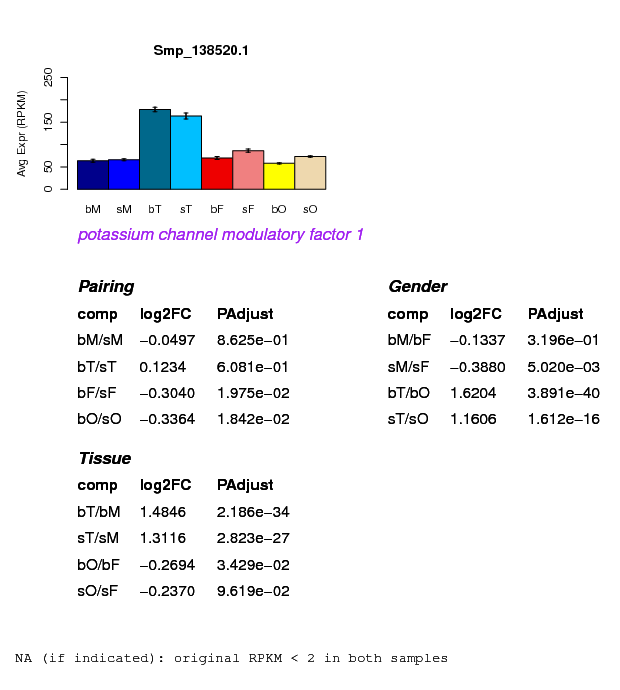 Smp_138520.1
Avg Expr (RPKM)
0 50 150 250
bM sM bT sT bF sF bO sO
potassium channel modulatory factor 1
Pairing
comp log2FC PAdjust
bM/sM −0.0497 8.625e−01
bT/sT 0.1234 6.081e−01
bF/sF −0.3040 1.975e−02
bO/sO −0.3364 1.842e−02
Gender
comp log2FC PAdjust
bM/bF −0.1337 3.196e−01
sM/sF −0.3880 5.020e−03
bT/bO 1.6204 3.891e−40
sT/sO 1.1606 1.612e−16
Tissue
comp log2FC PAdjust
bT/bM 1.4846 2.186e−34
sT/sM 1.3116 2.823e−27
bO/bF −0.2694 3.429e−02
sO/sF −0.2370 9.619e−02
NA (if indicated): original RPKM < 2 in both samples